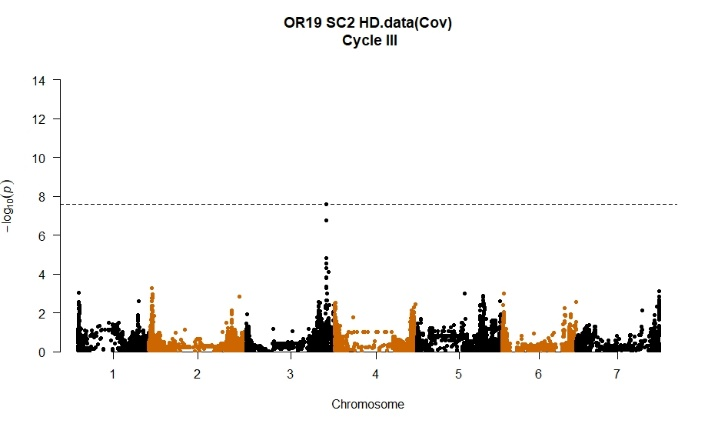 OR19 SC2 HD.data(Cov)
Cycle III
14
12
10
8
6
4
2
0
−log10(p)
1 2 3 4 5 6 7
Chromosome